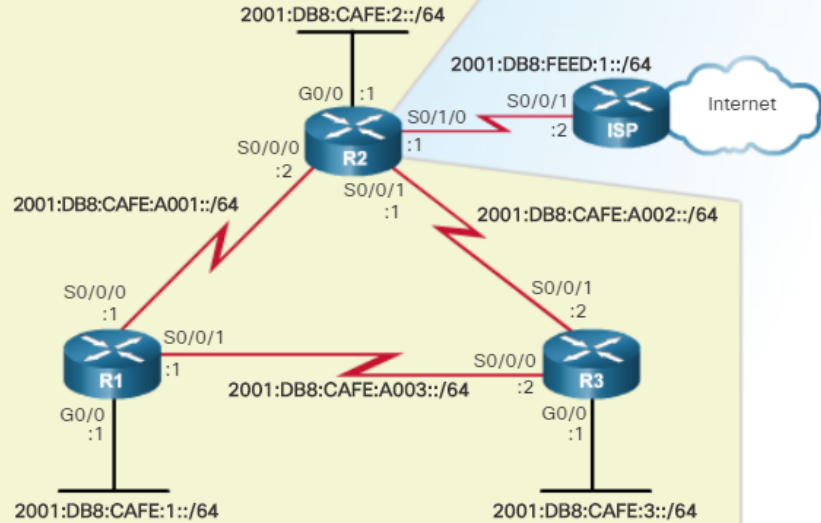 2001:DB8:CAFE:2::/64
2001:DB8:FEED:1::/64
G0/0 :1
S0/1/0
:1
S0/0/1
:2
ISP
Internet
R2
S0/0/0
:2
S0/0/1
:1
2001:DB8:CAFE:A001::/64
2001:DB8:CAFE:A002::/64
S0/0/0
:1
S0/0/1
:2
S0/0/1
:1
R1
S0/0/0
:2
R3
2001:DB8:CAFE:A003::/64
G0/0
:1
G0/0
:1
2001:DB8:CAFE:1::/64
2001:DB8:CAFE:3::/64